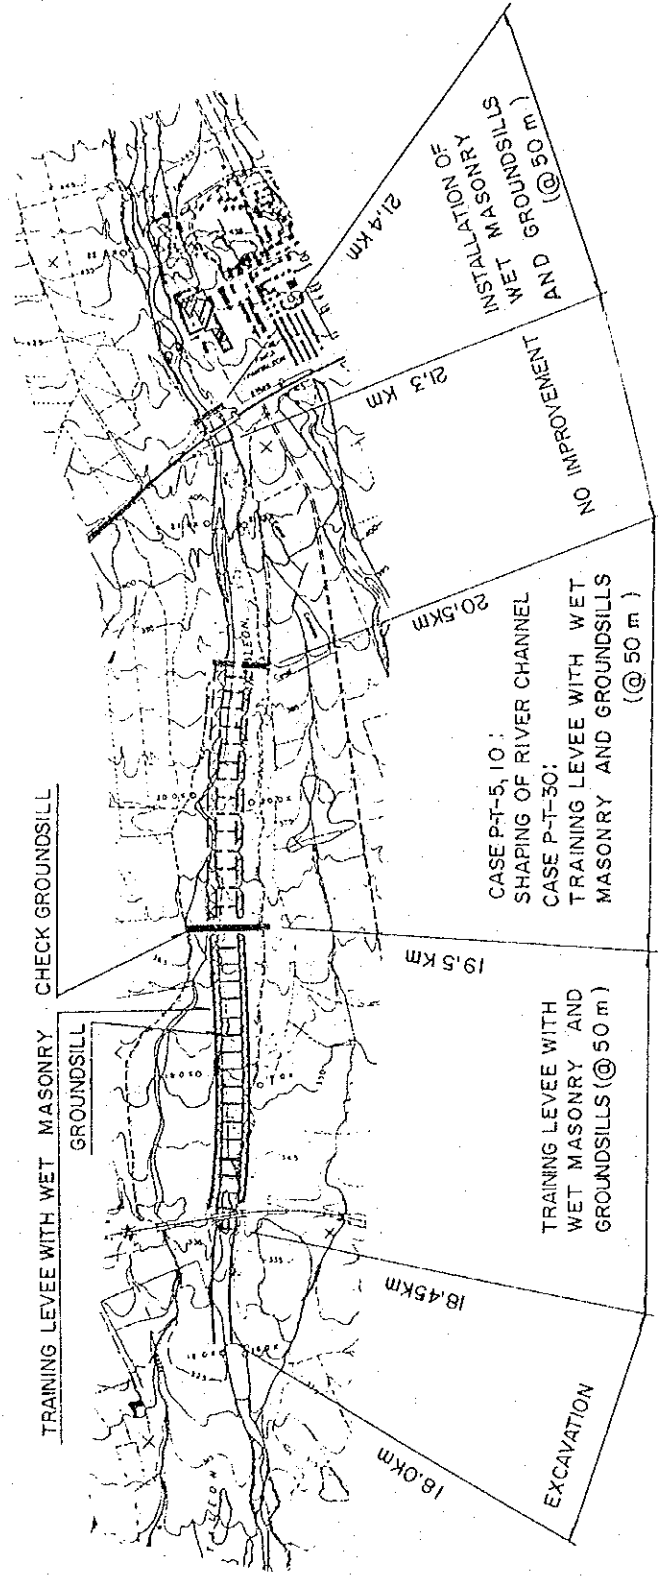 TRAINING LEVEE WITH WET MASONRY
GROUNDSILL
CHECK GROUNDSILL
18.0Km
18.45Km
19.5 Km
20.5Km
21.3 Km
21.4 Km
EXCAVATION
TRAINING LEVEE WITH
WET MASONRY AND
GROUNDSILLS (@ 50 m)
CASE P-T-5, 10 :
SHAPING OF RIVER CHANNEL
CASE P-T-30:
TRAINING LEVEE WITH WET
MASONRY AND GROUNDSILLS
(@ 50 m)
NO IMPROVEMENT
INSTALLATION OF
WET MASONRY
AND GROUNDSILLS
(@ 50 m)